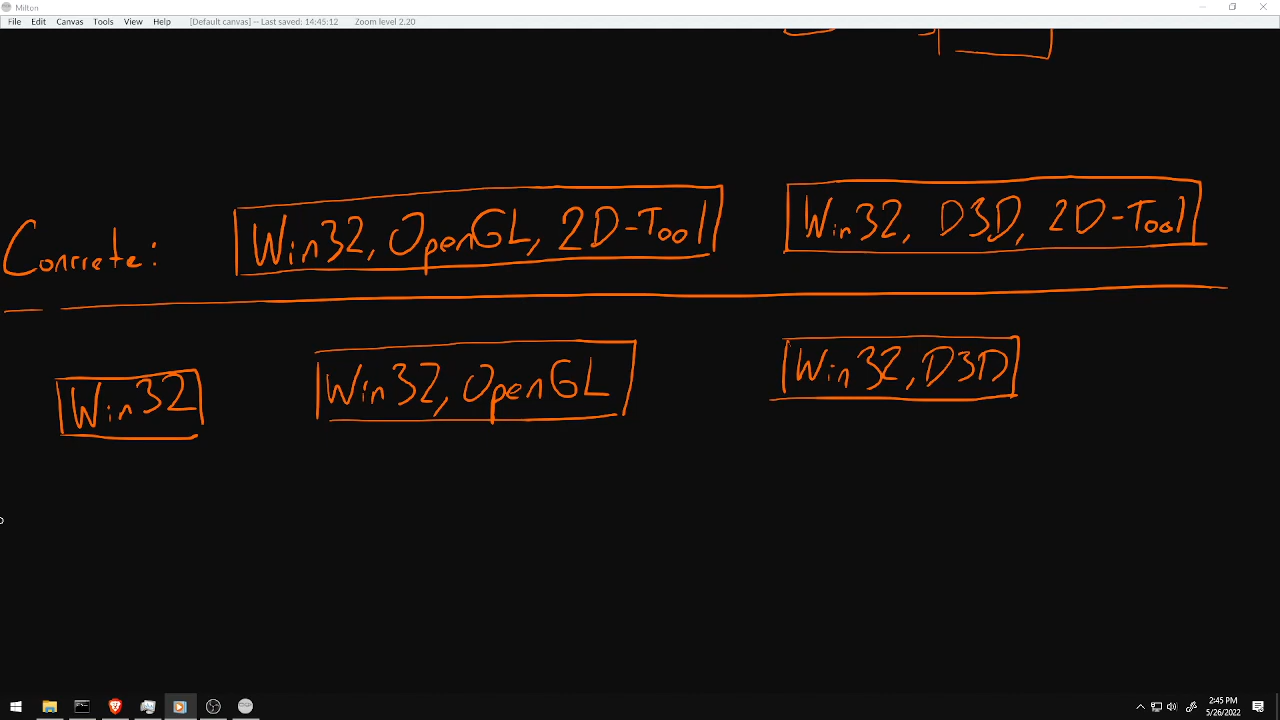 Milton
File Edit Canvas Tools View Help [Default canvas] -- Last saved: 14:45:12 Zoom level 2.20
Concrete: Win32, OpenGL, 2D-Tool Win32, D3D, 2D-Tool
Win32 Win32, OpenGL Win32, D3D
2:45 PM
5/26/2022